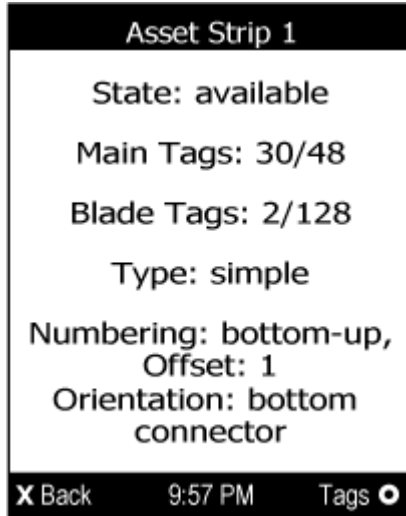 Asset Strip 1
State: available
Main Tags: 30/48
Blade Tags: 2/128
Type: simple
Numbering: bottom-up,
Offset: 1
Orientation: bottom
connector
X Back 9:57 PM Tags O